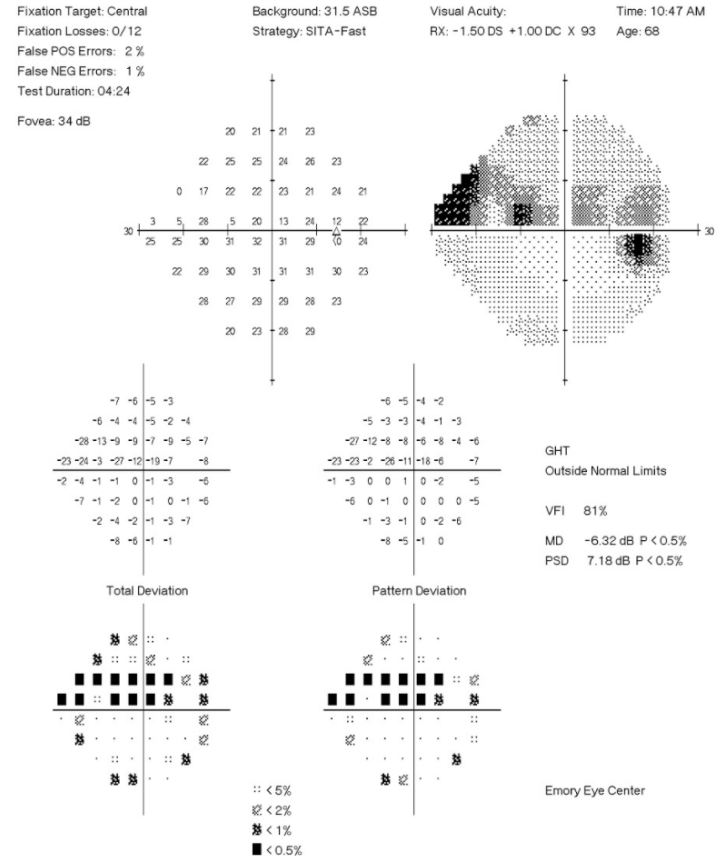 Fixation Target: Central Background: 31.5 ASB Visual Acuity: Time: 10:47 AM
Fixation Losses: 0/12 Strategy: SITA-Fast RX: -1.50 DS +1.00 DC X 93 Age: 68
False POS Errors: 2 %
False NEG Errors: 1 %
Test Duration: 04:24
Fovea: 34 dB
20 21 21 23
22 25 25 24 26 23
0 17 22 22 23 21 24 21
3 5 28 5 20 13 24 12 22
30 30
25 25 30 31 32 31 29 <0 24
22 29 30 31 31 31 30 23
28 27 29 29 28 23
20 23 28 29
-7 -6 -5 -3 -6 -5 -4 -2
-6 -4 -4 -5 -2 -4 -5 -3 -3 -4 -1 -3
-28 -13 -9 -9 -7 -9 -5 -7 -27 -12 -8 -8 -6 -8 -4 -6
-23 -24 -3 -27 -12 -19 -7 -8 -23 -23 -2 -26 -11 -18 -6 -7
-2 -4 -1 -1 0 -1 -3 -5 -1 -3 0 0 1 0 -2 -5
-7 -1 -2 0 -1 -1 -1 -6 -6 0 -1 0 0 0 0 -5
-2 -4 -2 -1 -3 -7 -1 -3 -1 0 -2 -6
-8 -6 -1 -1 -8 -5 -1 0
GHT
Outside Normal Limits
VFI 81%
MD -6.32 dB P < 0.5%
PSD 7.18 dB P < 0.5%
Total Deviation Pattern Deviation
< 5%
< 2%
< 1%
< 0.5%
Emory Eye Center